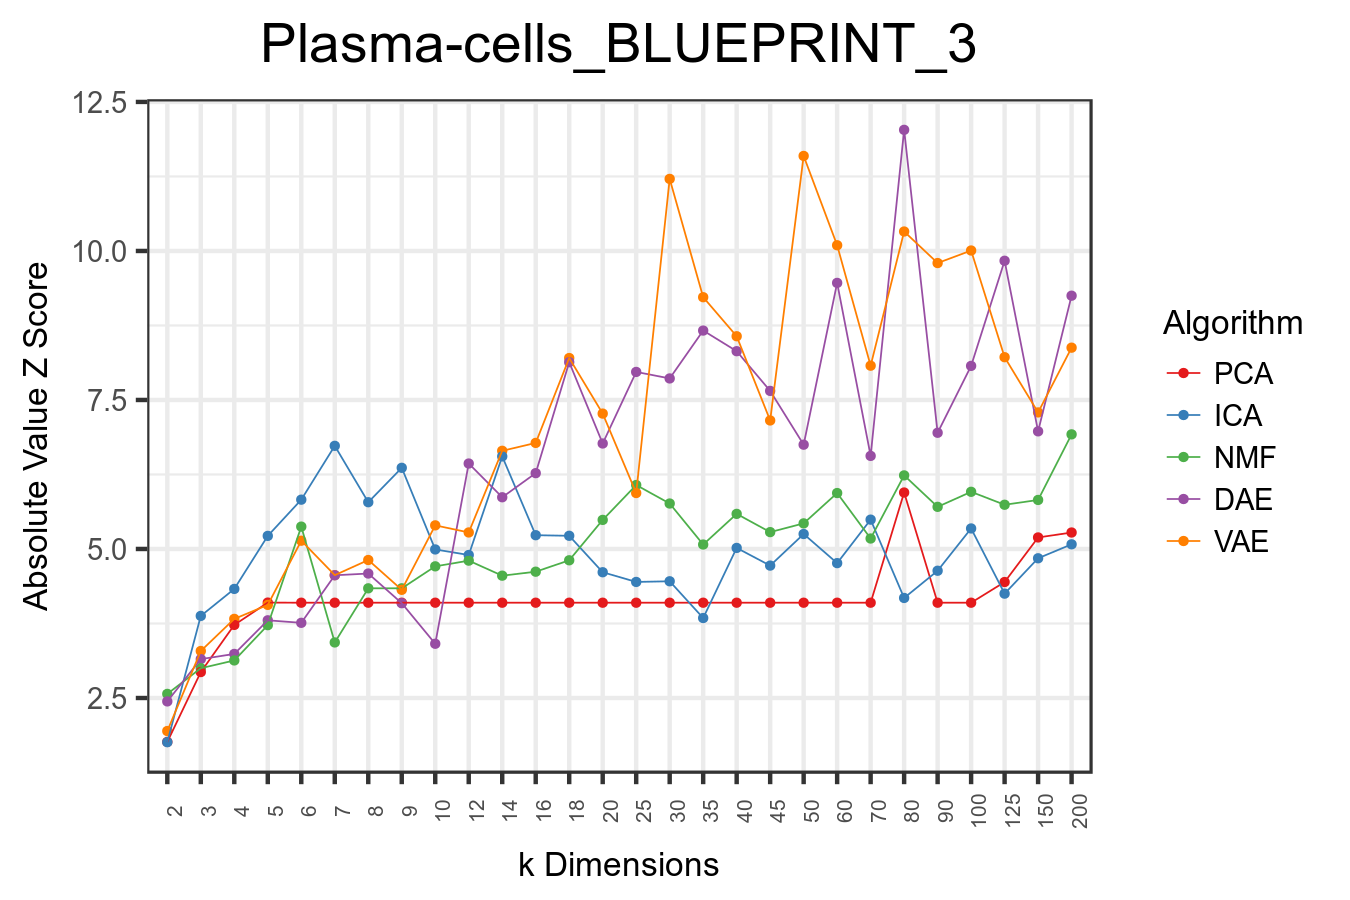 Plasma-cells_BLUEPRINT_3
Absolute Value Z Score
12.5
10.0
7.5
5.0
2.5
2 3 4 5 6 7 8 9 10 12 14 16 18 20 25 30 35 40 45 50 60 70 80 90 100 125 150 200
k Dimensions
Algorithm
PCA
ICA
NMF
DAE
VAE